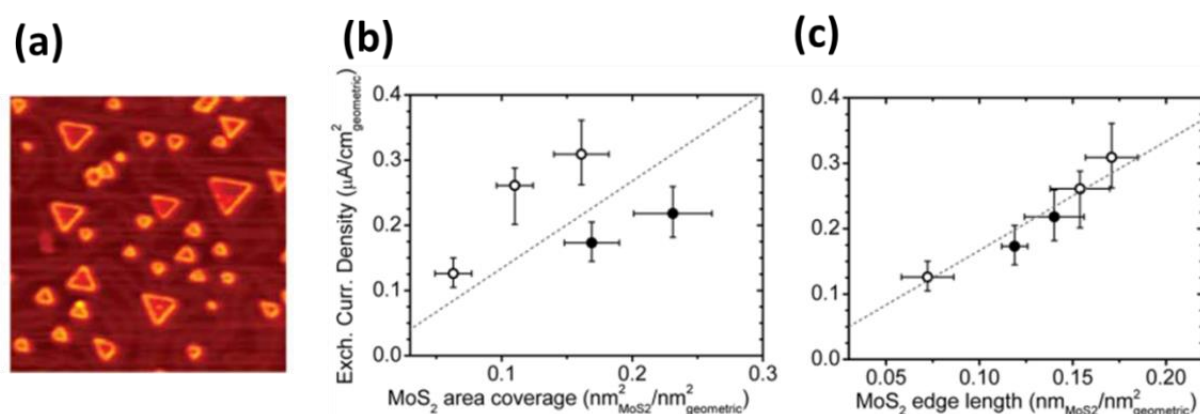 (a)
(b)
Exch. Curr. Density (μA/cm²geometric)
0.4
0.3
0.2
0.1
0.0
0.1
0.2
0.3
MoS₂ area coverage (nm²MoS2/nm²geometric)
(c)
0.4
0.3
0.2
0.1
0.0
0.05
0.10
0.15
0.20
MoS₂ edge length (nmMoS2/nm²geometric)